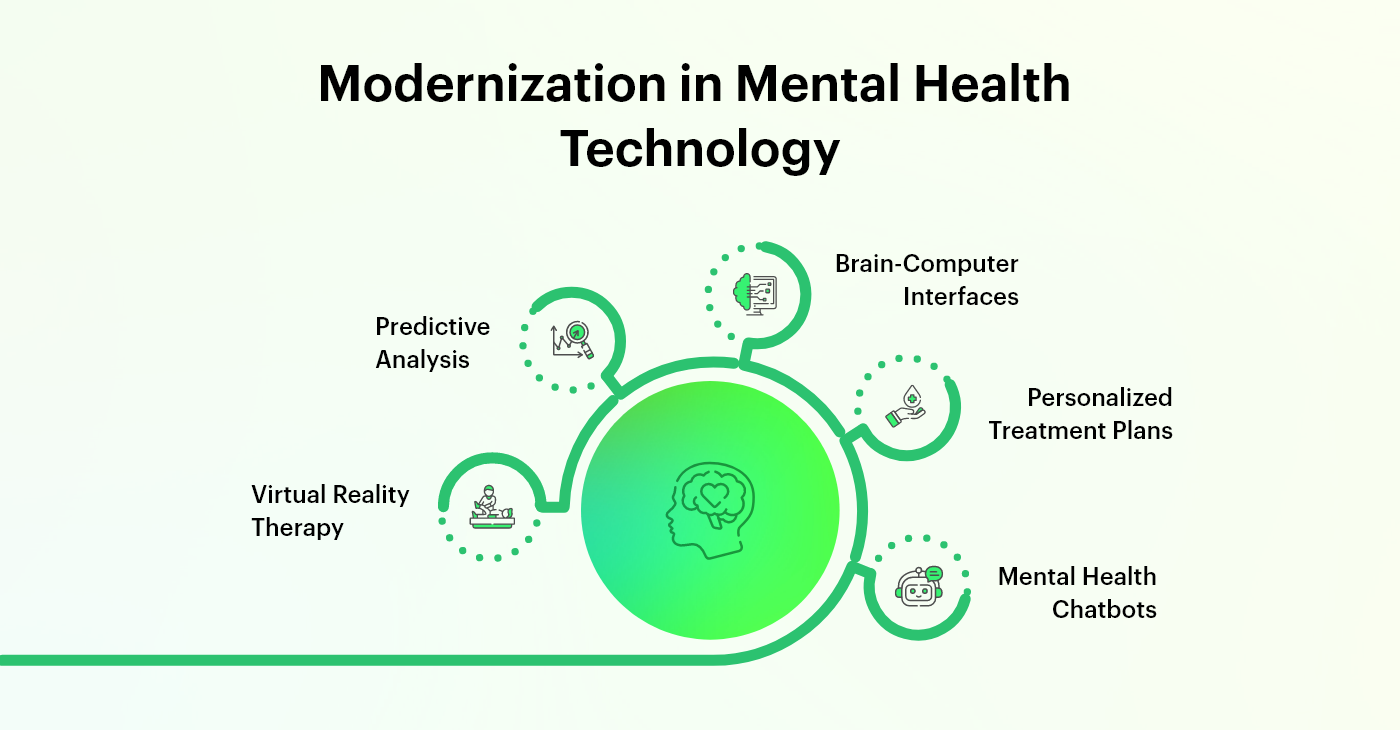 Modernization in Mental Health
Technology
Brain-Computer
Interfaces
Predictive
Analysis
Personalized
Treatment Plans
Virtual Reality
Therapy
Mental Health
Chatbots